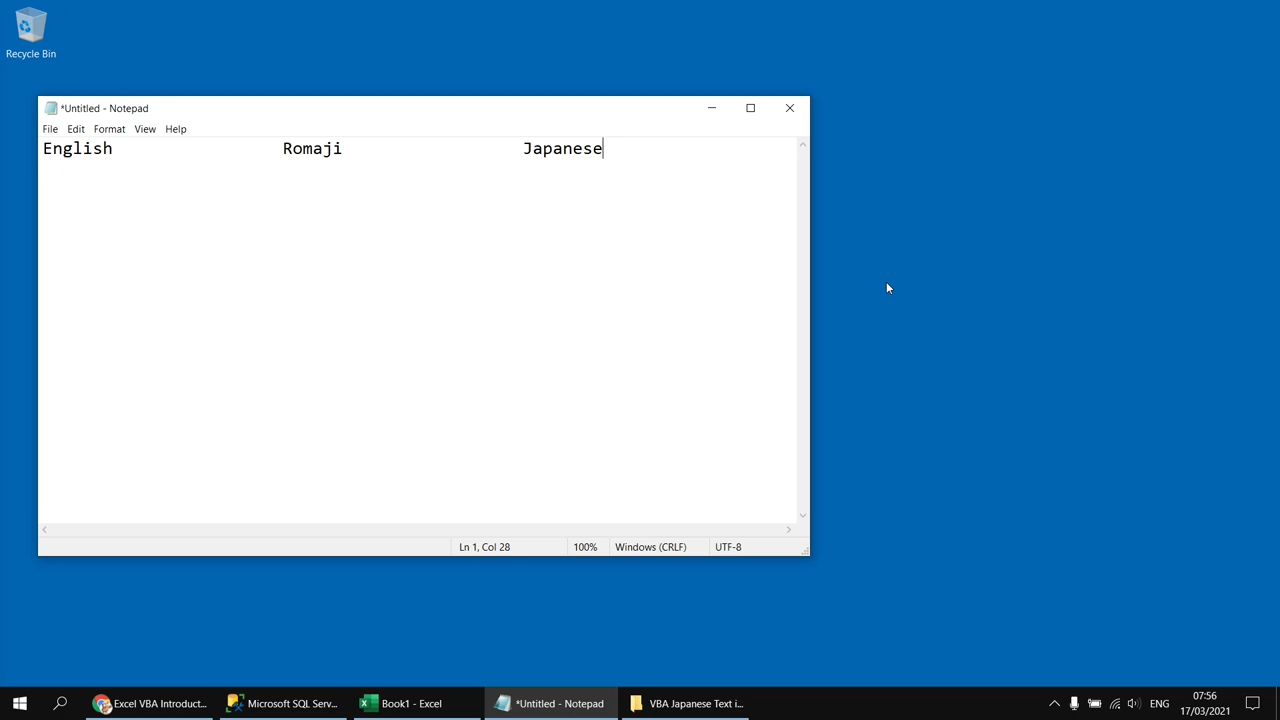 Recycle Bin
*Untitled - Notepad
File Edit Format View Help
English Romaji Japanese
Ln 1, Col 28 100% Windows (CRLF) UTF-8
Excel VBA Introduct... Microsoft SQL Serv... Book1 - Excel *Untitled - Notepad VBA Japanese Text i... ENG 07:56
17/03/2021